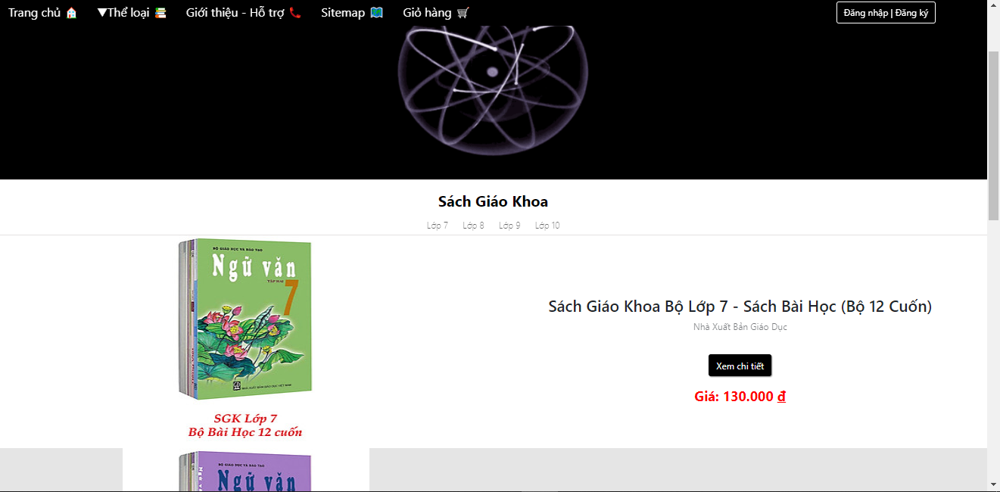 Trang chủ 🏠 ▼Thể loại 📚 Giới thiệu - Hỗ trợ 📞 Sitemap 🗺️ Giỏ hàng 🛒 Đăng nhập | Đăng ký
Sách Giáo Khoa
Lớp 7 Lớp 8 Lớp 9 Lớp 10
BỘ GIÁO DỤC VÀ ĐÀO TẠO
Ngữ văn
TẬP HAI
7
NHÀ XUẤT BẢN GIÁO DỤC VIỆT NAM
SGK Lớp 7
Bộ Bài Học 12 cuốn
Sách Giáo Khoa Bộ Lớp 7 - Sách Bài Học (Bộ 12 Cuốn)
Nhà Xuất Bản Giáo Dục
Xem chi tiết
Giá: 130.000 ₫
BỘ GIÁO DỤC VÀ ĐÀO TẠO
Ngữ văn